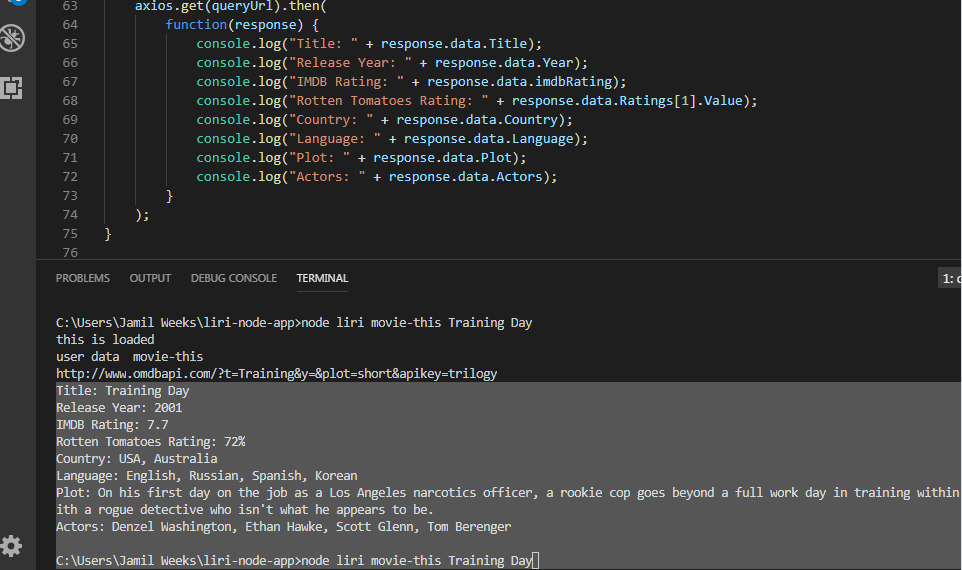 63 axios.get(queryUrl).then(
64 function(response) {
65 console.log("Title: " + response.data.Title);
66 console.log("Release Year: " + response.data.Year);
67 console.log("IMDB Rating: " + response.data.imdbRating);
68 console.log("Rotten Tomatoes Rating: " + response.data.Ratings[1].Value);
69 console.log("Country: " + response.data.Country);
70 console.log("Language: " + response.data.Language);
71 console.log("Plot: " + response.data.Plot);
72 console.log("Actors: " + response.data.Actors);
73 }
74 );
75 }
76
PROBLEMS OUTPUT DEBUG CONSOLE TERMINAL 1: c
C:\Users\Jamil Weeks\liri-node-app>node liri movie-this Training Day
this is loaded
user data  movie-this
http://www.omdbapi.com/?t=Training&y=&plot=short&apikey=trilogy
Title: Training Day
Release Year: 2001
IMDB Rating: 7.7
Rotten Tomatoes Rating: 72%
Country: USA, Australia
Language: English, Russian, Spanish, Korean
Plot: On his first day on the job as a Los Angeles narcotics officer, a rookie cop goes beyond a full work day in training within
ith a rogue detective who isn't what he appears to be.
Actors: Denzel Washington, Ethan Hawke, Scott Glenn, Tom Berenger
C:\Users\Jamil Weeks\liri-node-app>node liri movie-this Training Day